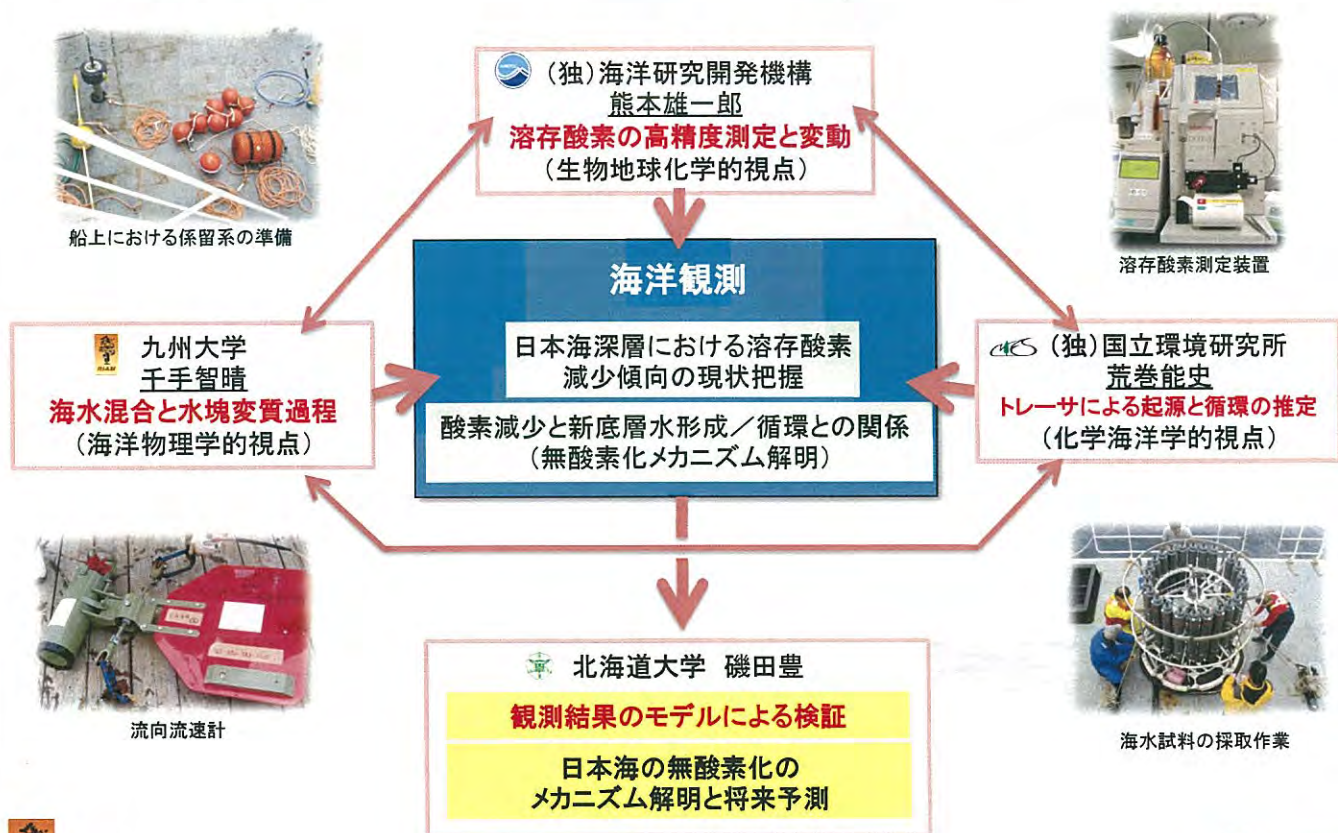 (独)海洋研究開発機構
熊本雄一郎
溶存酸素の高精度測定と変動
(生物地球化学的視点)
船上における係留系の準備
溶存酸素測定装置
海洋観測
日本海深層における溶存酸素
減少傾向の現状把握
酸素減少と新底層水形成／循環との関係
(無酸素化メカニズム解明)
九州大学
千手智晴
海水混合と水塊変質過程
(海洋物理学的視点)
(独)国立環境研究所
荒巻能史
トレーサによる起源と循環の推定
(化学海洋学的視点)
流向流速計
海水試料の採取作業
北海道大学 磯田豊
観測結果のモデルによる検証
日本海の無酸素化の
メカニズム解明と将来予測